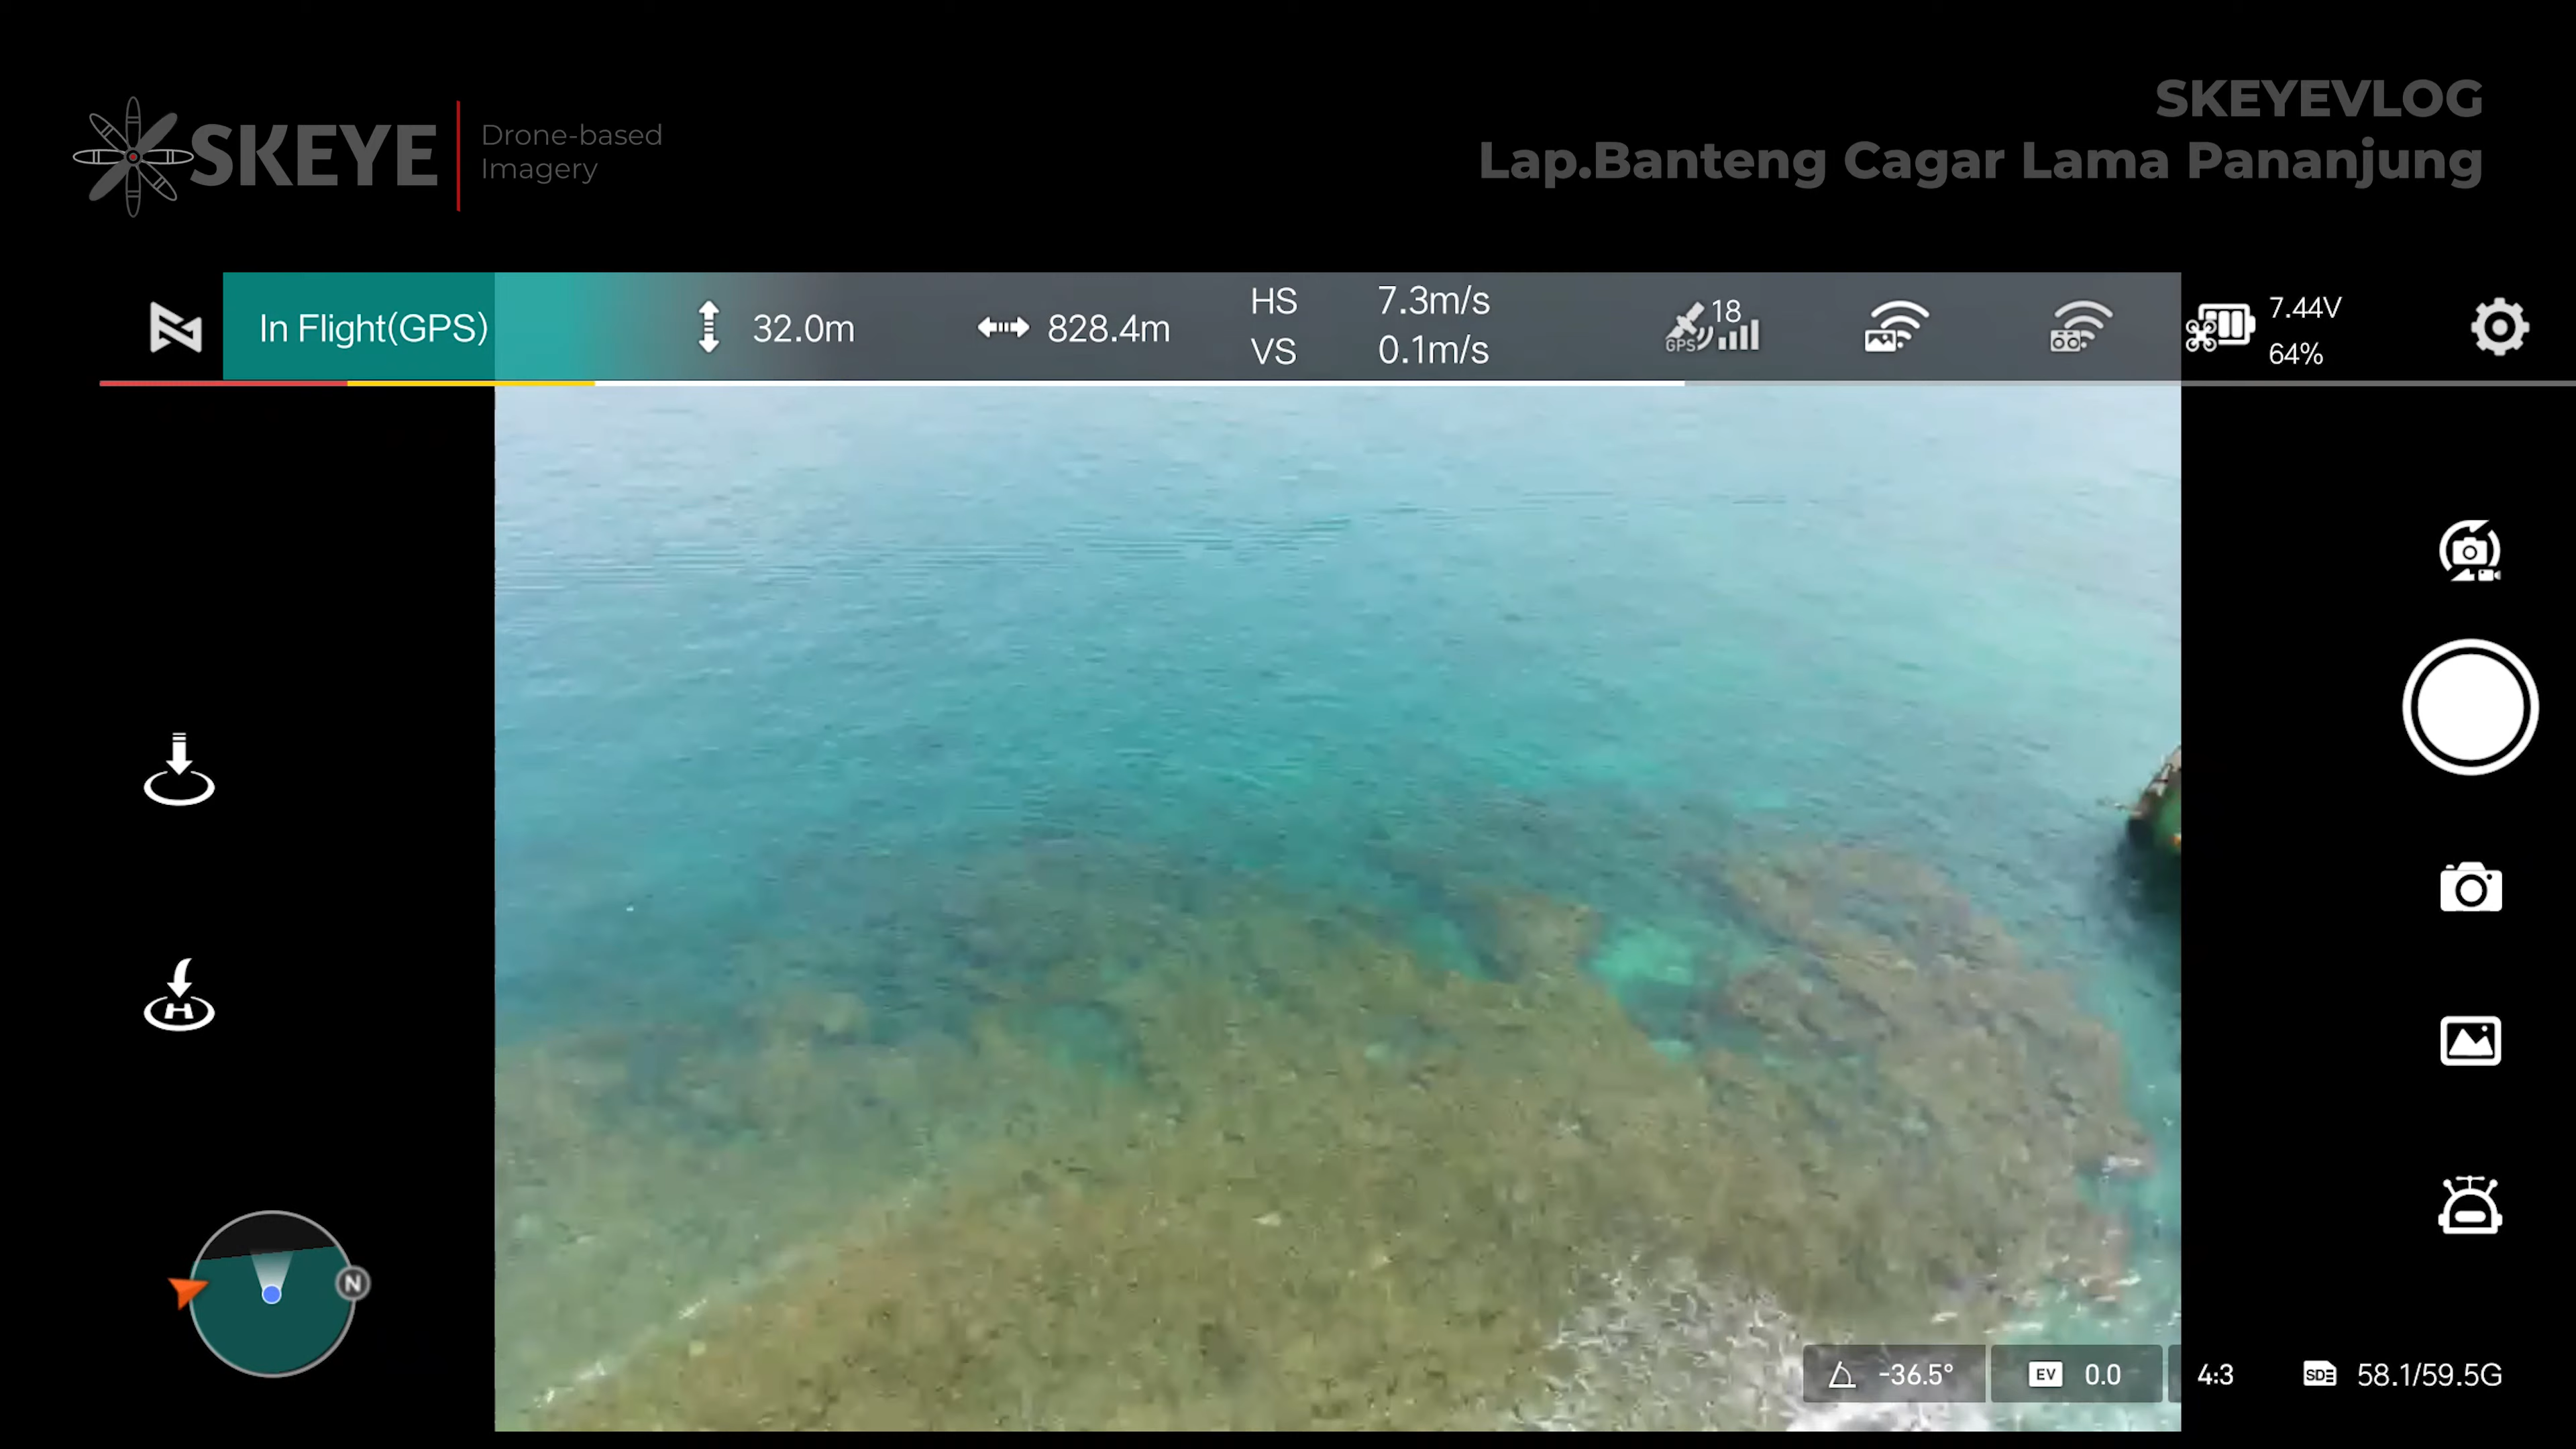 SKEYE
Drone-based
Imagery
SKEYEVLOG
Lap.Banteng Cagar Lama Pananjung
In Flight(GPS)
32.0m
828.4m
HS 7.3m/s
VS 0.1m/s
GPS 18
7.44V
64%
H
N
-36.5°
EV 0.0
4:3
SD 58.1/59.5G